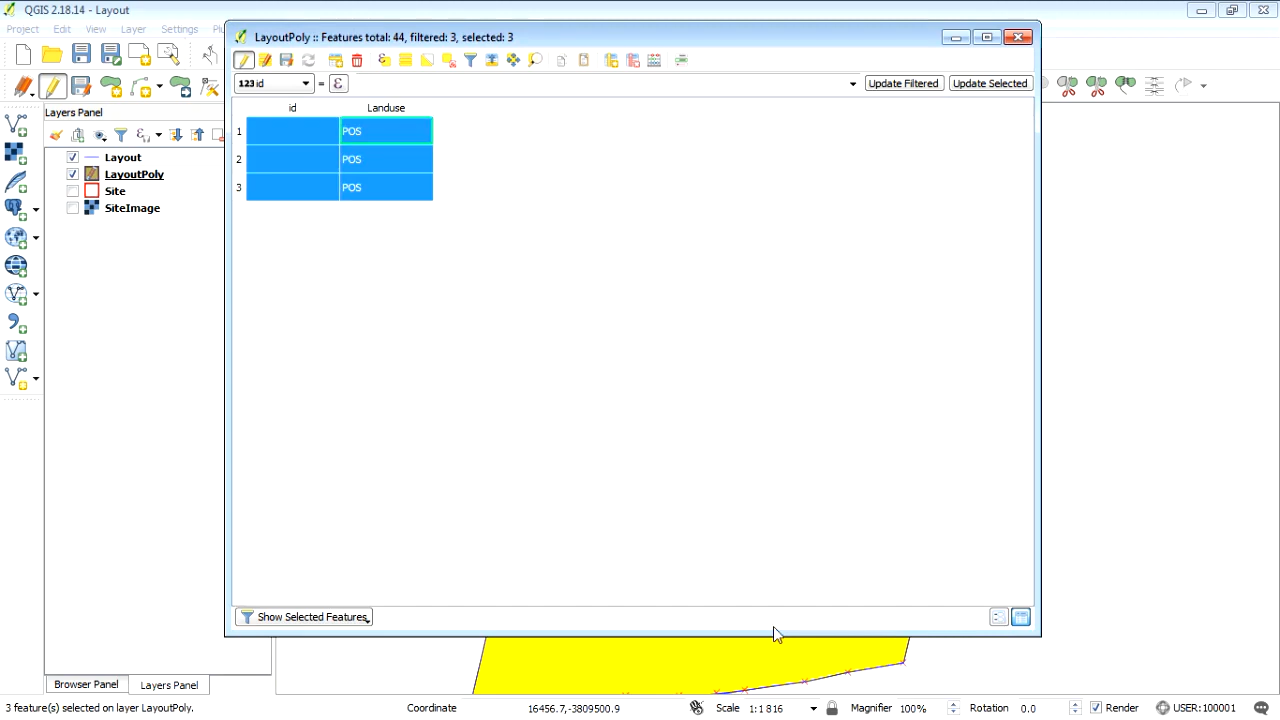 QGIS 2.18.14 - Layout
Project Edit View Layer Settings
LayoutPoly :: Features total: 44, filtered: 3, selected: 3
123 id = ε Update Filtered Update Selected
id Landuse
1 POS
2 POS
3 POS
Show Selected Features
Layers Panel
Layout
LayoutPoly
Site
SiteImage
Browser Panel Layers Panel
3 feature(s) selected on layer LayoutPoly. Coordinate 16456.7,-3809500.9 Scale 1:1 816 Magnifier 100% Rotation 0.0 Render USER:100001